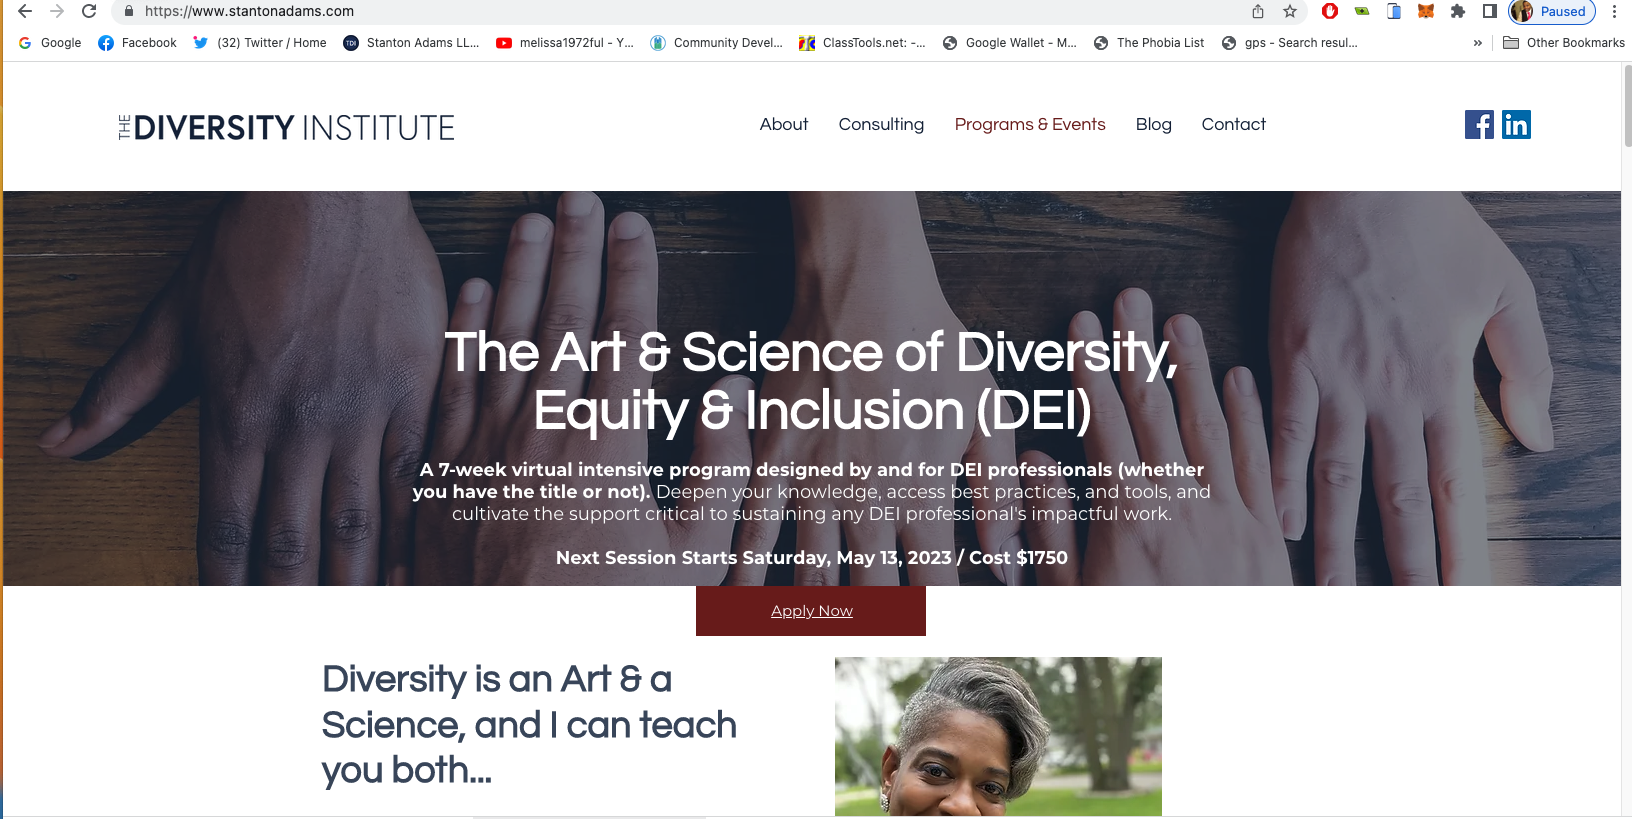 https://www.stantonadams.com
Paused
Google
Facebook
(32) Twitter / Home
TDI
Stanton Adams LL...
melissa1972ful - Y...
Community Devel...
ClassTools.net: -...
Google Wallet - M...
The Phobia List
gps - Search resul...
»
Other Bookmarks
THE DIVERSITY INSTITUTE
About
Consulting
Programs & Events
Blog
Contact
f
in
The Art & Science of Diversity,
Equity & Inclusion (DEI)
A 7-week virtual intensive program designed by and for DEI professionals (whether
you have the title or not). Deepen your knowledge, access best practices, and tools, and
cultivate the support critical to sustaining any DEI professional's impactful work.
Next Session Starts Saturday, May 13, 2023 / Cost $1750
Apply Now
Diversity is an Art & a
Science, and I can teach
you both...